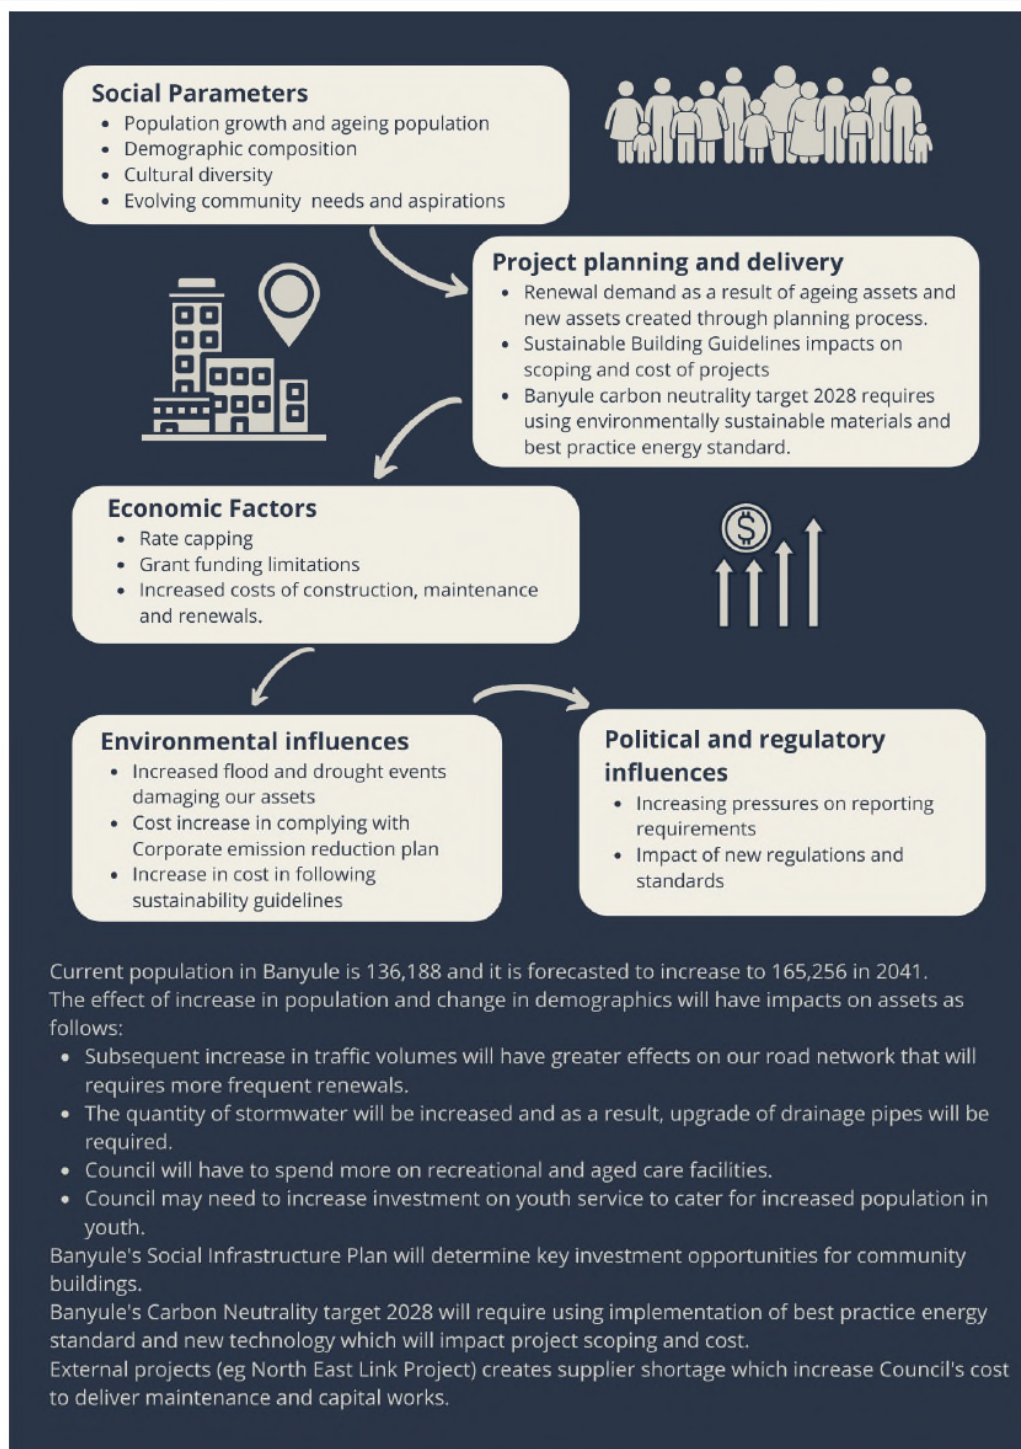 Social Parameters
• Population growth and ageing population
• Demographic composition
• Cultural diversity
• Evolving community needs and aspirations
Project planning and delivery
• Renewal demand as a result of ageing assets and
new assets created through planning process.
• Sustainable Building Guidelines impacts on
scoping and cost of projects
• Banyule carbon neutrality target 2028 requires
using environmentally sustainable materials and
best practice energy standard.
Economic Factors
• Rate capping
• Grant funding limitations
• Increased costs of construction, maintenance
and renewals.
$
Environmental influences
• Increased flood and drought events
damaging our assets
• Cost increase in complying with
Corporate emission reduction plan
• Increase in cost in following
sustainability guidelines
Political and regulatory
influences
• Increasing pressures on reporting
requirements
• Impact of new regulations and
standards
Current population in Banyule is 136,188 and it is forecasted to increase to 165,256 in 2041.
The effect of increase in population and change in demographics will have impacts on assets as
follows:
• Subsequent increase in traffic volumes will have greater effects on our road network that will
requires more frequent renewals.
• The quantity of stormwater will be increased and as a result, upgrade of drainage pipes will be
required.
• Council will have to spend more on recreational and aged care facilities.
• Council may need to increase investment on youth service to cater for increased population in
youth.
Banyule's Social Infrastructure Plan will determine key investment opportunities for community
buildings.
Banyule's Carbon Neutrality target 2028 will require using implementation of best practice energy
standard and new technology which will impact project scoping and cost.
External projects (eg North East Link Project) creates supplier shortage which increase Council's cost
to deliver maintenance and capital works.